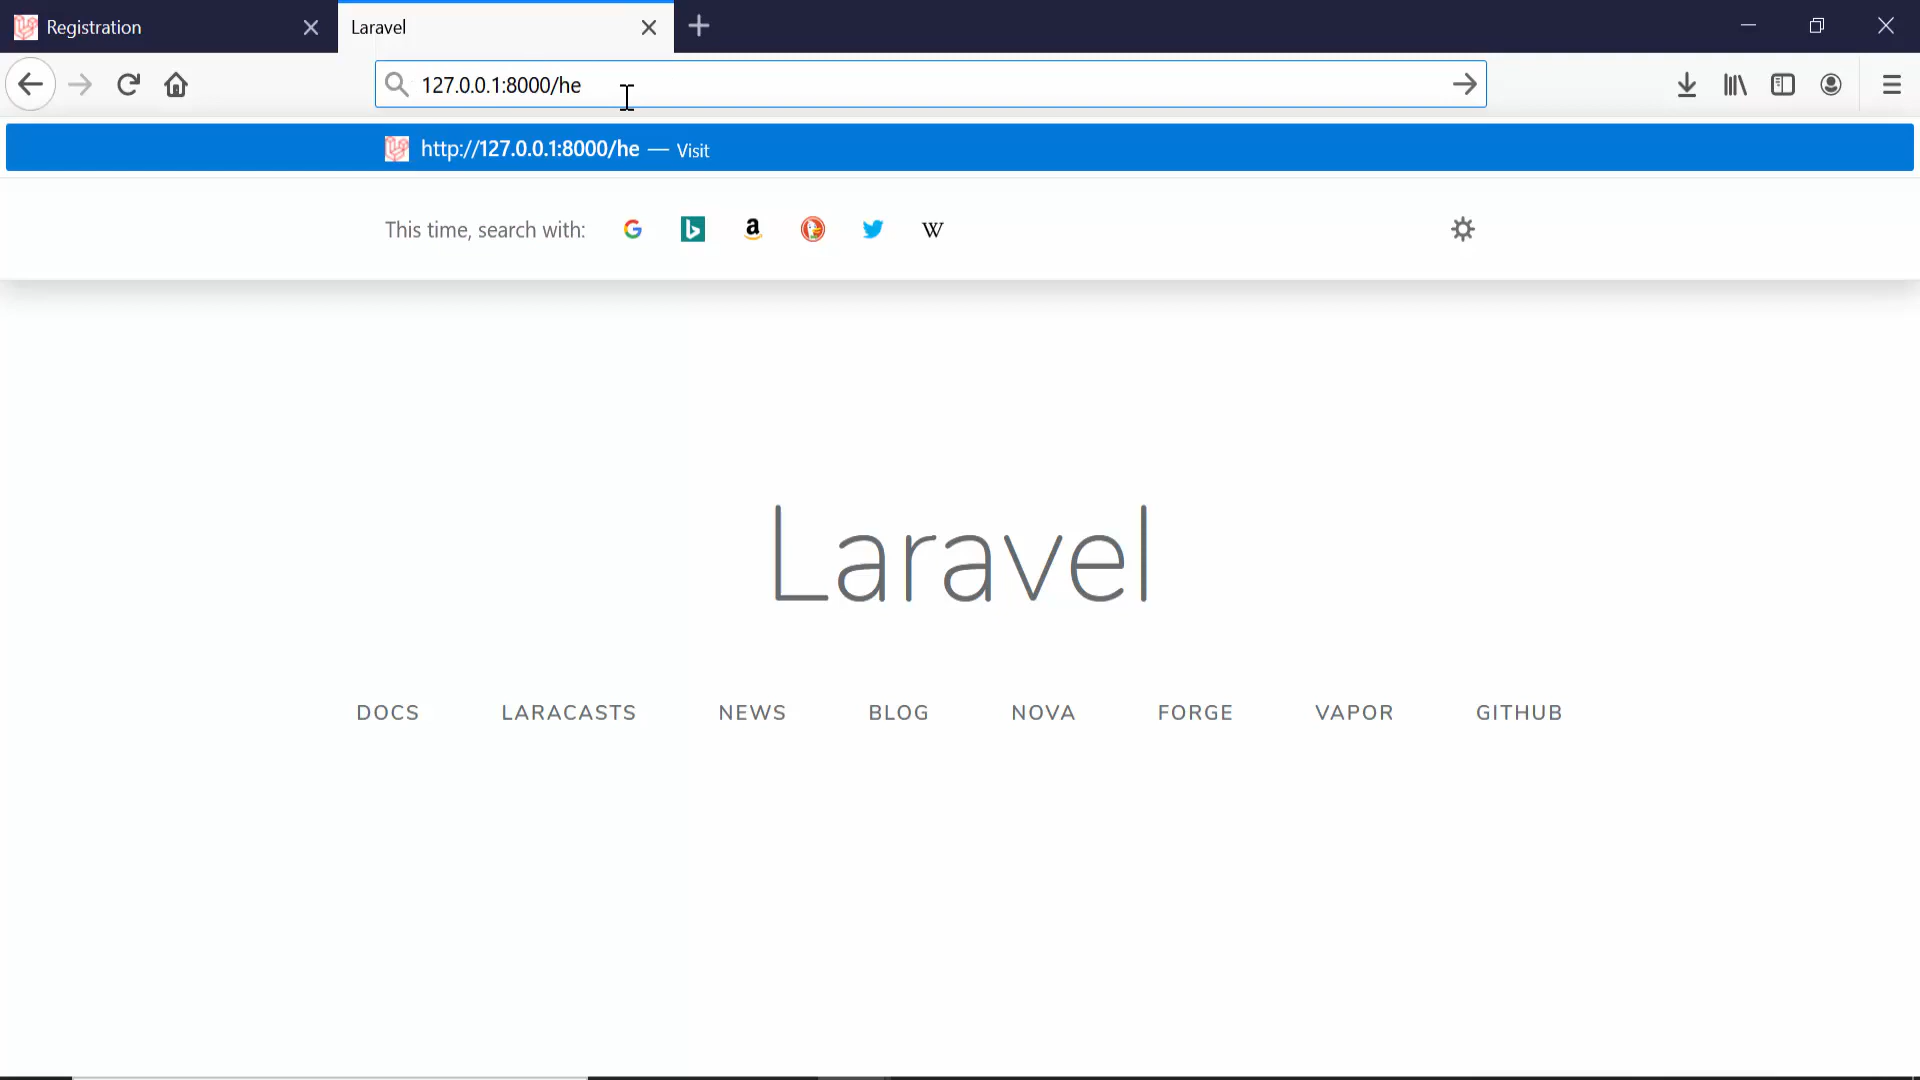 Registration
Laravel
127.0.0.1:8000/he
http://127.0.0.1:8000/he — Visit
This time, search with:
Laravel
DOCS LARACASTS NEWS BLOG NOVA FORGE VAPOR GITHUB